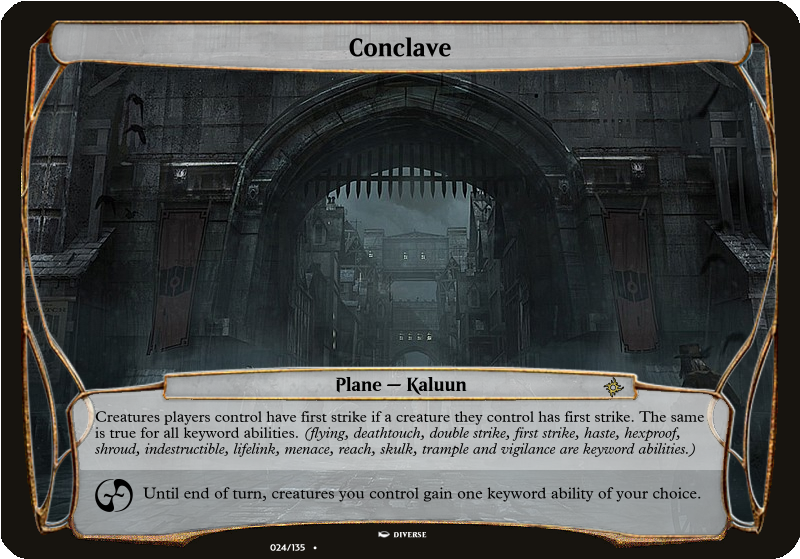 Conclave
Plane — Kaluun
Creatures players control have first strike if a creature they control has first strike. The same
is true for all keyword abilities. (flying, deathtouch, double strike, first strike, haste, hexproof,
shroud, indestructible, lifelink, menace, reach, skulk, trample and vigilance are keyword abilities.)
Until end of turn, creatures you control gain one keyword ability of your choice.
DIVERSE
024/135 •